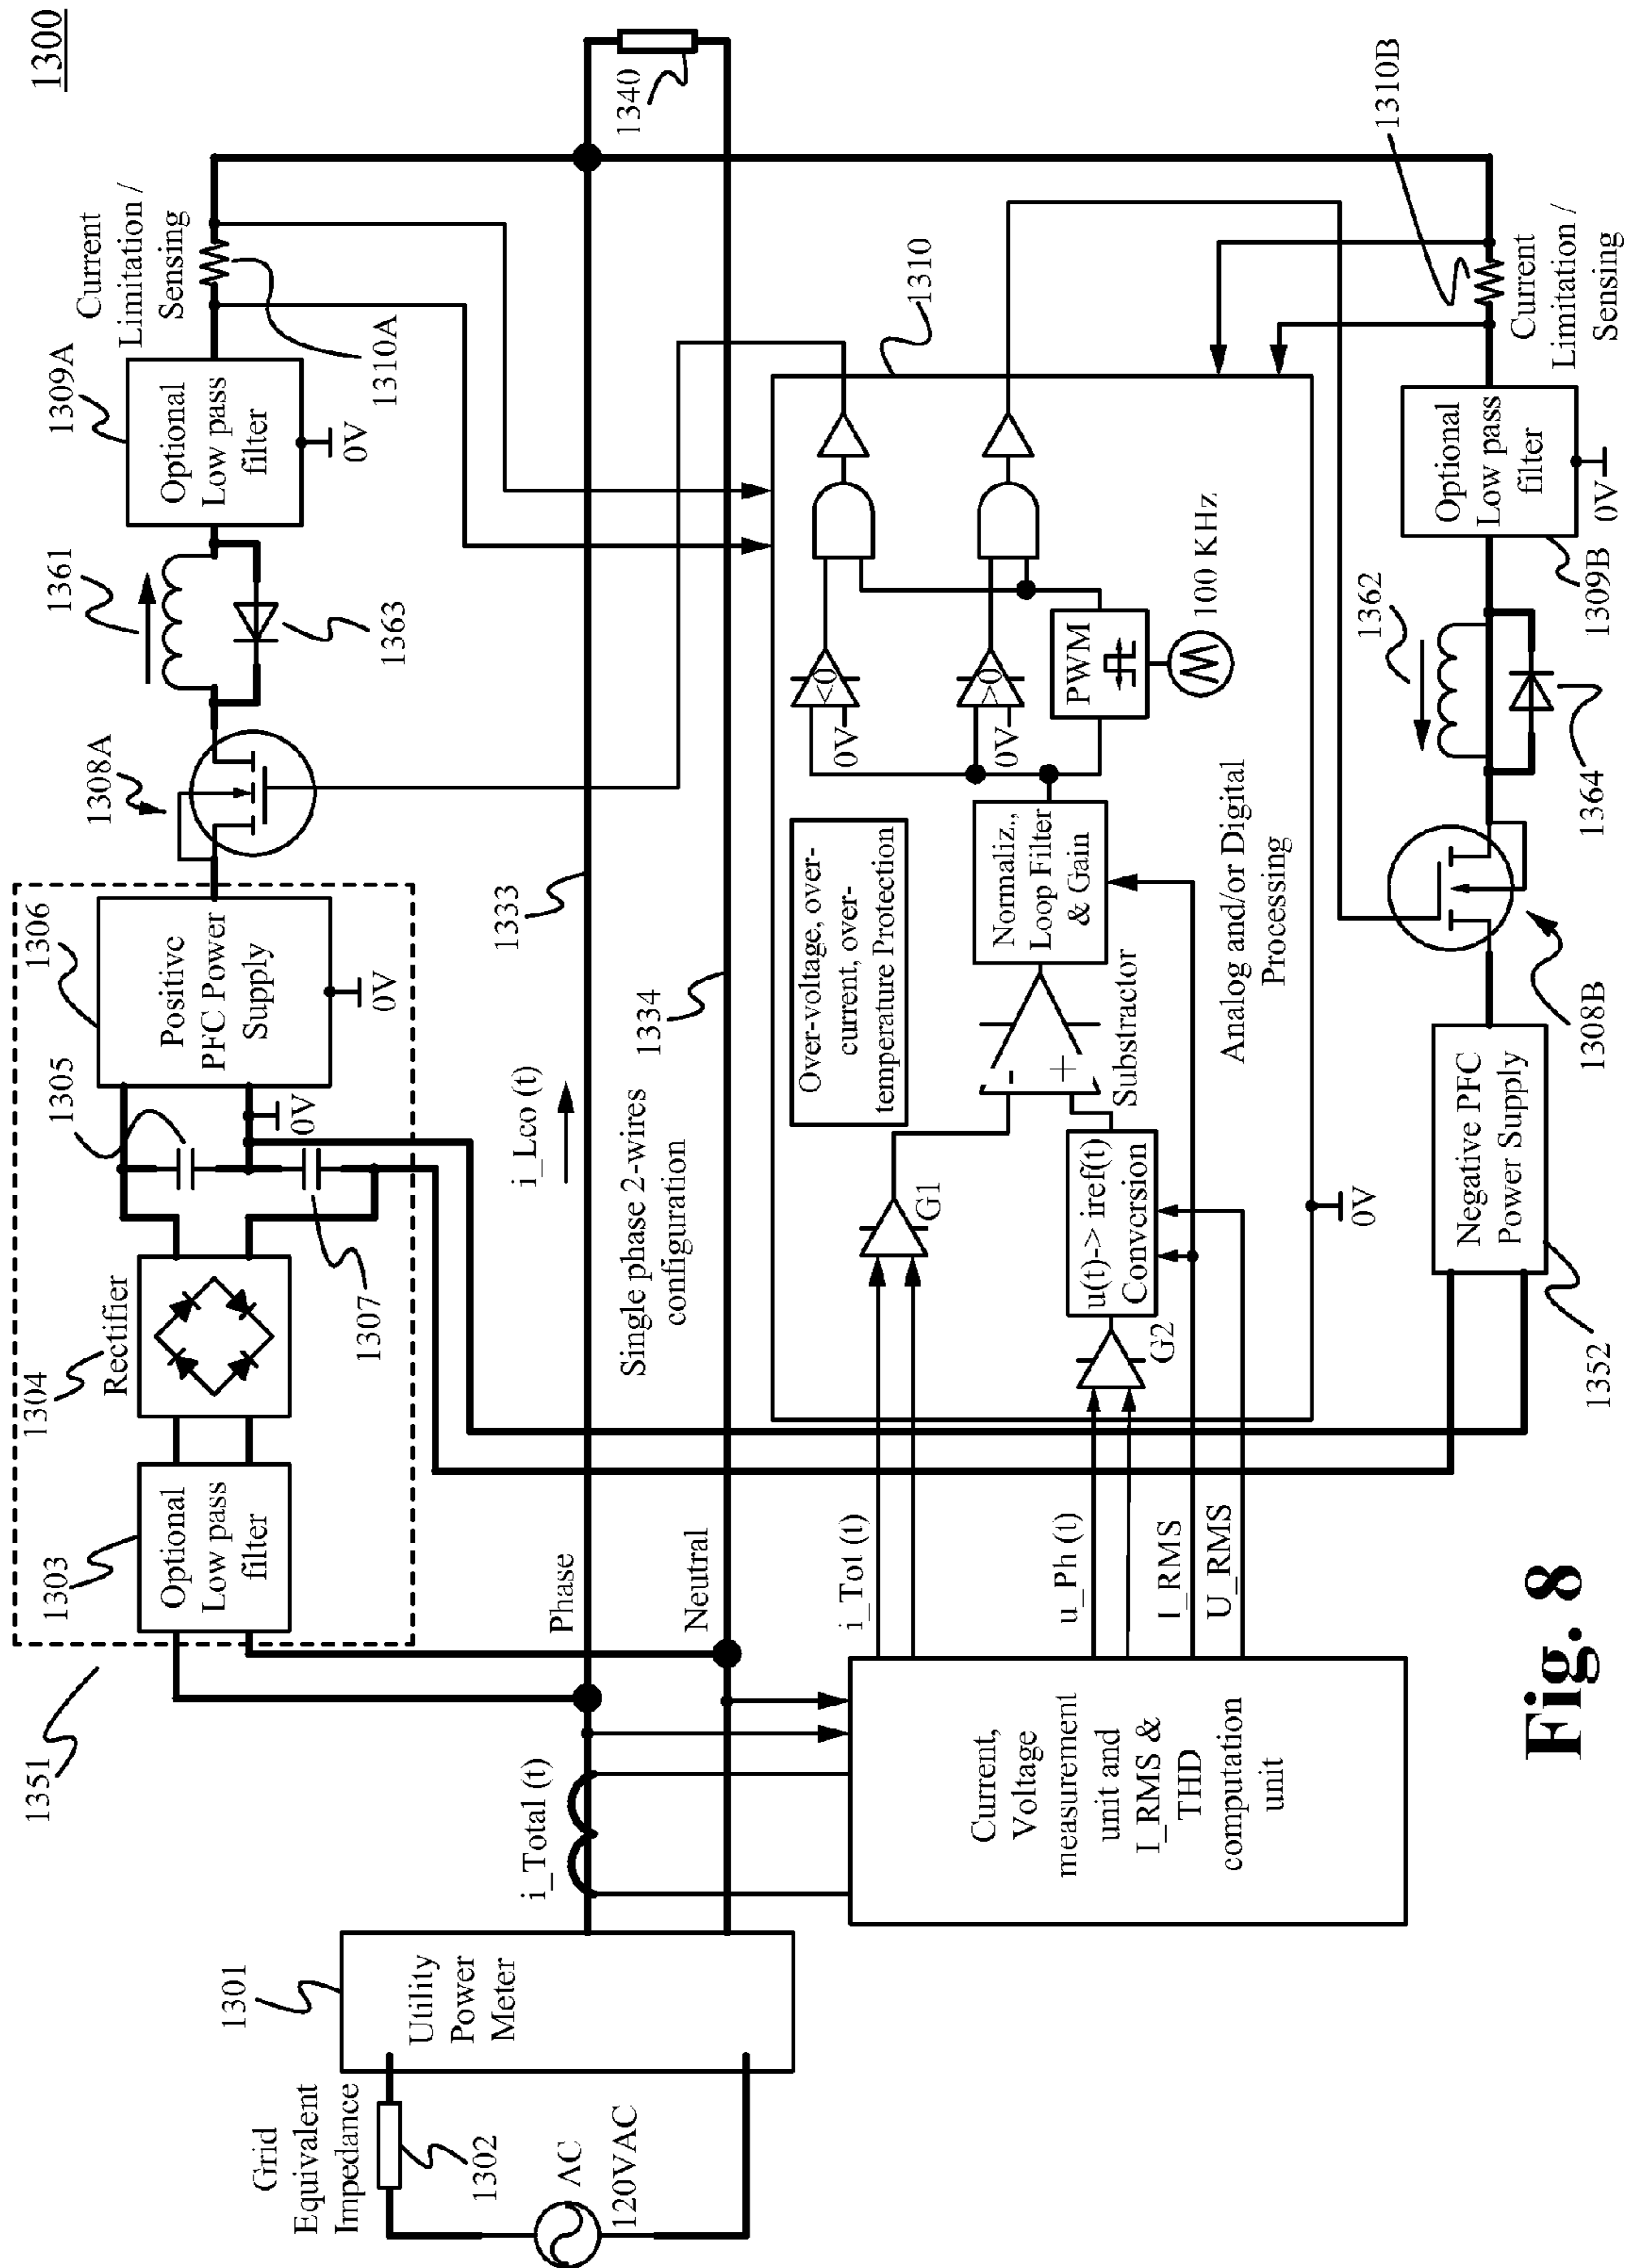 1300
1351
1303
Optional
Low pass
filter
1304
Rectifier
1305
1307
0V
1306
Positive
PFC Power
Supply
0V
1308A
1361
1363
1309A
Optional
Low pass
filter
0V
Current
Limitation /
Sensing
1310A
Grid
Equivalent
Impedance
1302
AC
120VAC
1301
Utility
Power
Meter
i_Total (t)
Phase
Neutral
i_Lco (t)
Single phase 2-wires
configuration
1333
1334
1340
Current,
Voltage
measurement
unit and
I_RMS &
THD
computation
unit
i_Tot (t)
u_Ph (t)
I_RMS
U_RMS
G1
G2
u(t)-> iref(t)
Conversion
-
+
Substractor
Over-voltage, over-
current, over-
temperature Protection
Normaliz.,
Loop Filter
& Gain
0V
<0
0V
>0
PWM
100 KHz
1310
Analog and/or Digital
Processing
0V
Negative PFC
Power Supply
1352
1308B
1362
1364
Optional
Low pass
filter
1309B
0V
1310B
Current
Limitation /
Sensing
Fig. 8